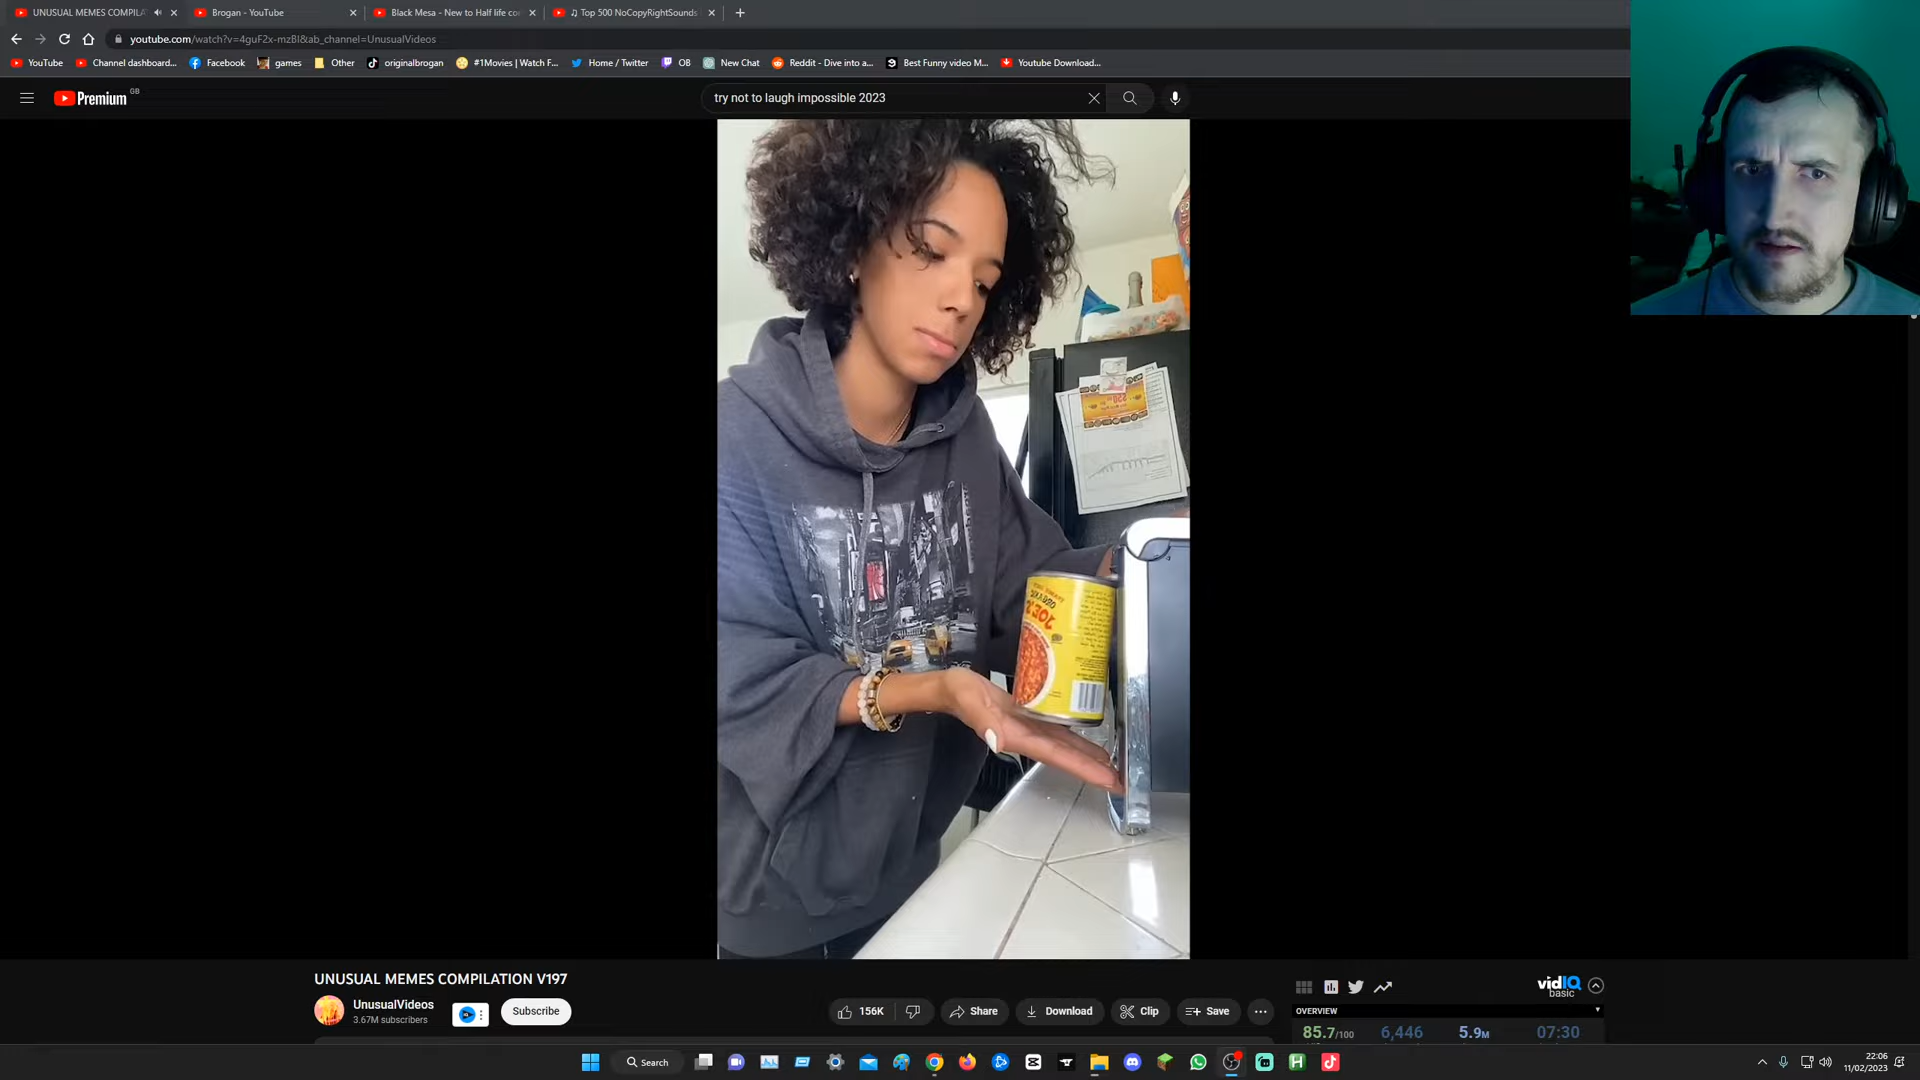 UNUSUAL MEMES COMPILA
Brogan - YouTube
Black Mesa - New to Half life co
♫ Top 500 NoCopyRightSounds
youtube.com/watch?v=4guF2x-mzBI&ab_channel=UnusualVideos
YouTube
Channel dashboard...
Facebook
games
Other
originalbrogan
#1Movies | Watch F...
Home / Twitter
OB
New Chat
Reddit - Dive into a...
Best Funny video M...
Youtube Download...
Premium GB
try not to laugh impossible 2023
JOE'S
UNUSUAL MEMES COMPILATION V197
UnusualVideos
3.67M subscribers
Subscribe
156K
Share
Download
Clip
Save
vidIQ
basic
OVERVIEW
85.7/100
6,446
5.9M
07:30
Search
22:06
11/02/2023